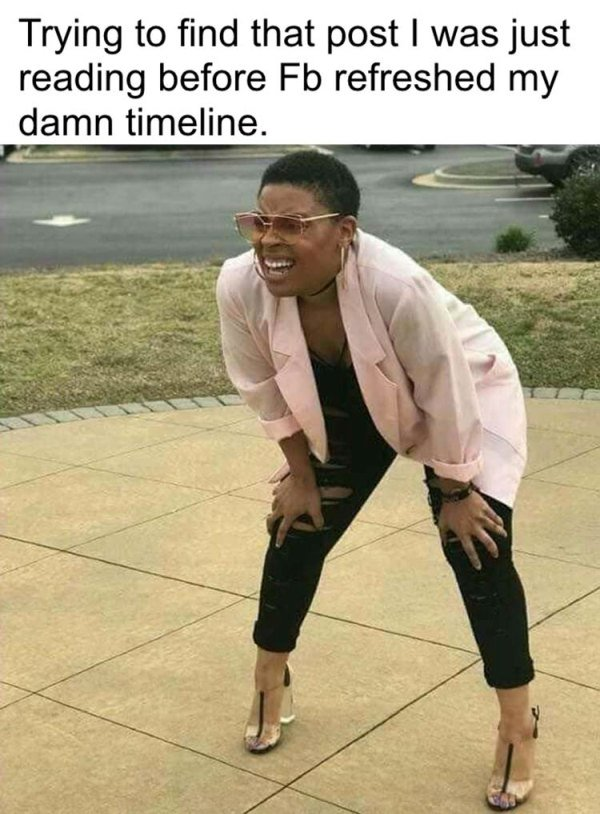 Trying to find that post I was just
reading before Fb refreshed my
damn timeline.